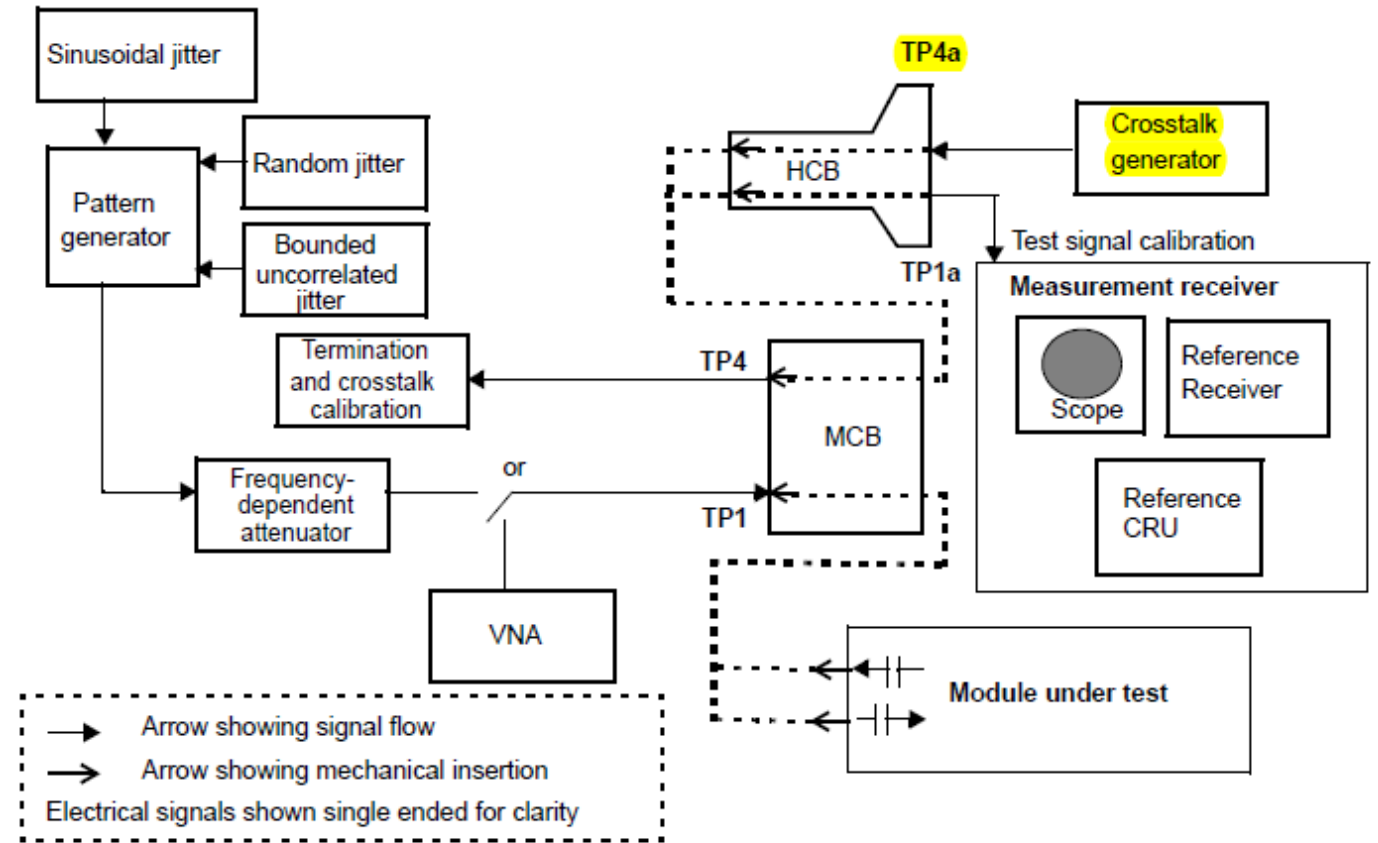 Sinusoidal jitter
TP4a
Crosstalk
generator
Random jitter
HCB
Pattern
generator
Bounded
uncorrelated
jitter
Test signal calibration
TP1a
Measurement receiver
Termination
and crosstalk
calibration
TP4
Scope
Reference
Receiver
MCB
Frequency-
dependent
attenuator
or
TP1
Reference
CRU
VNA
Module under test
Arrow showing signal flow
Arrow showing mechanical insertion
Electrical signals shown single ended for clarity